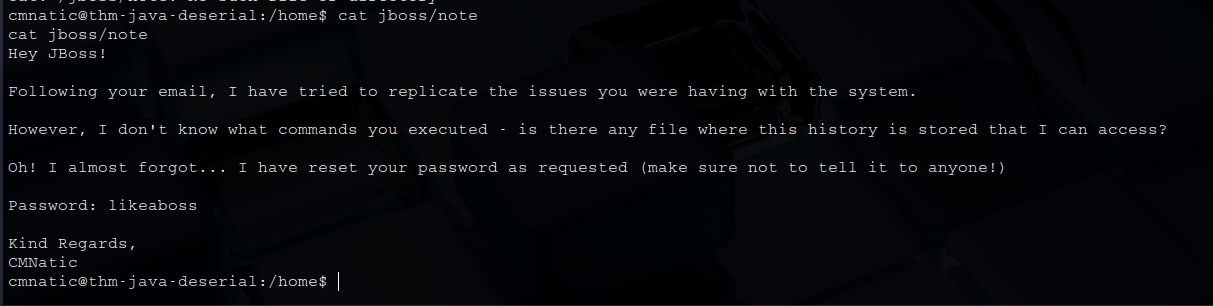 cmnatic@thm-java-deserial:/home$ cat jboss/note
cat jboss/note
Hey JBoss!
Following your email, I have tried to replicate the issues you were having with the system.
However, I don't know what commands you executed - is there any file where this history is stored that I can access?
Oh! I almost forgot... I have reset your password as requested (make sure not to tell it to anyone!)
Password: likeaboss
Kind Regards,
CMNatic
cmnatic@thm-java-deserial:/home$